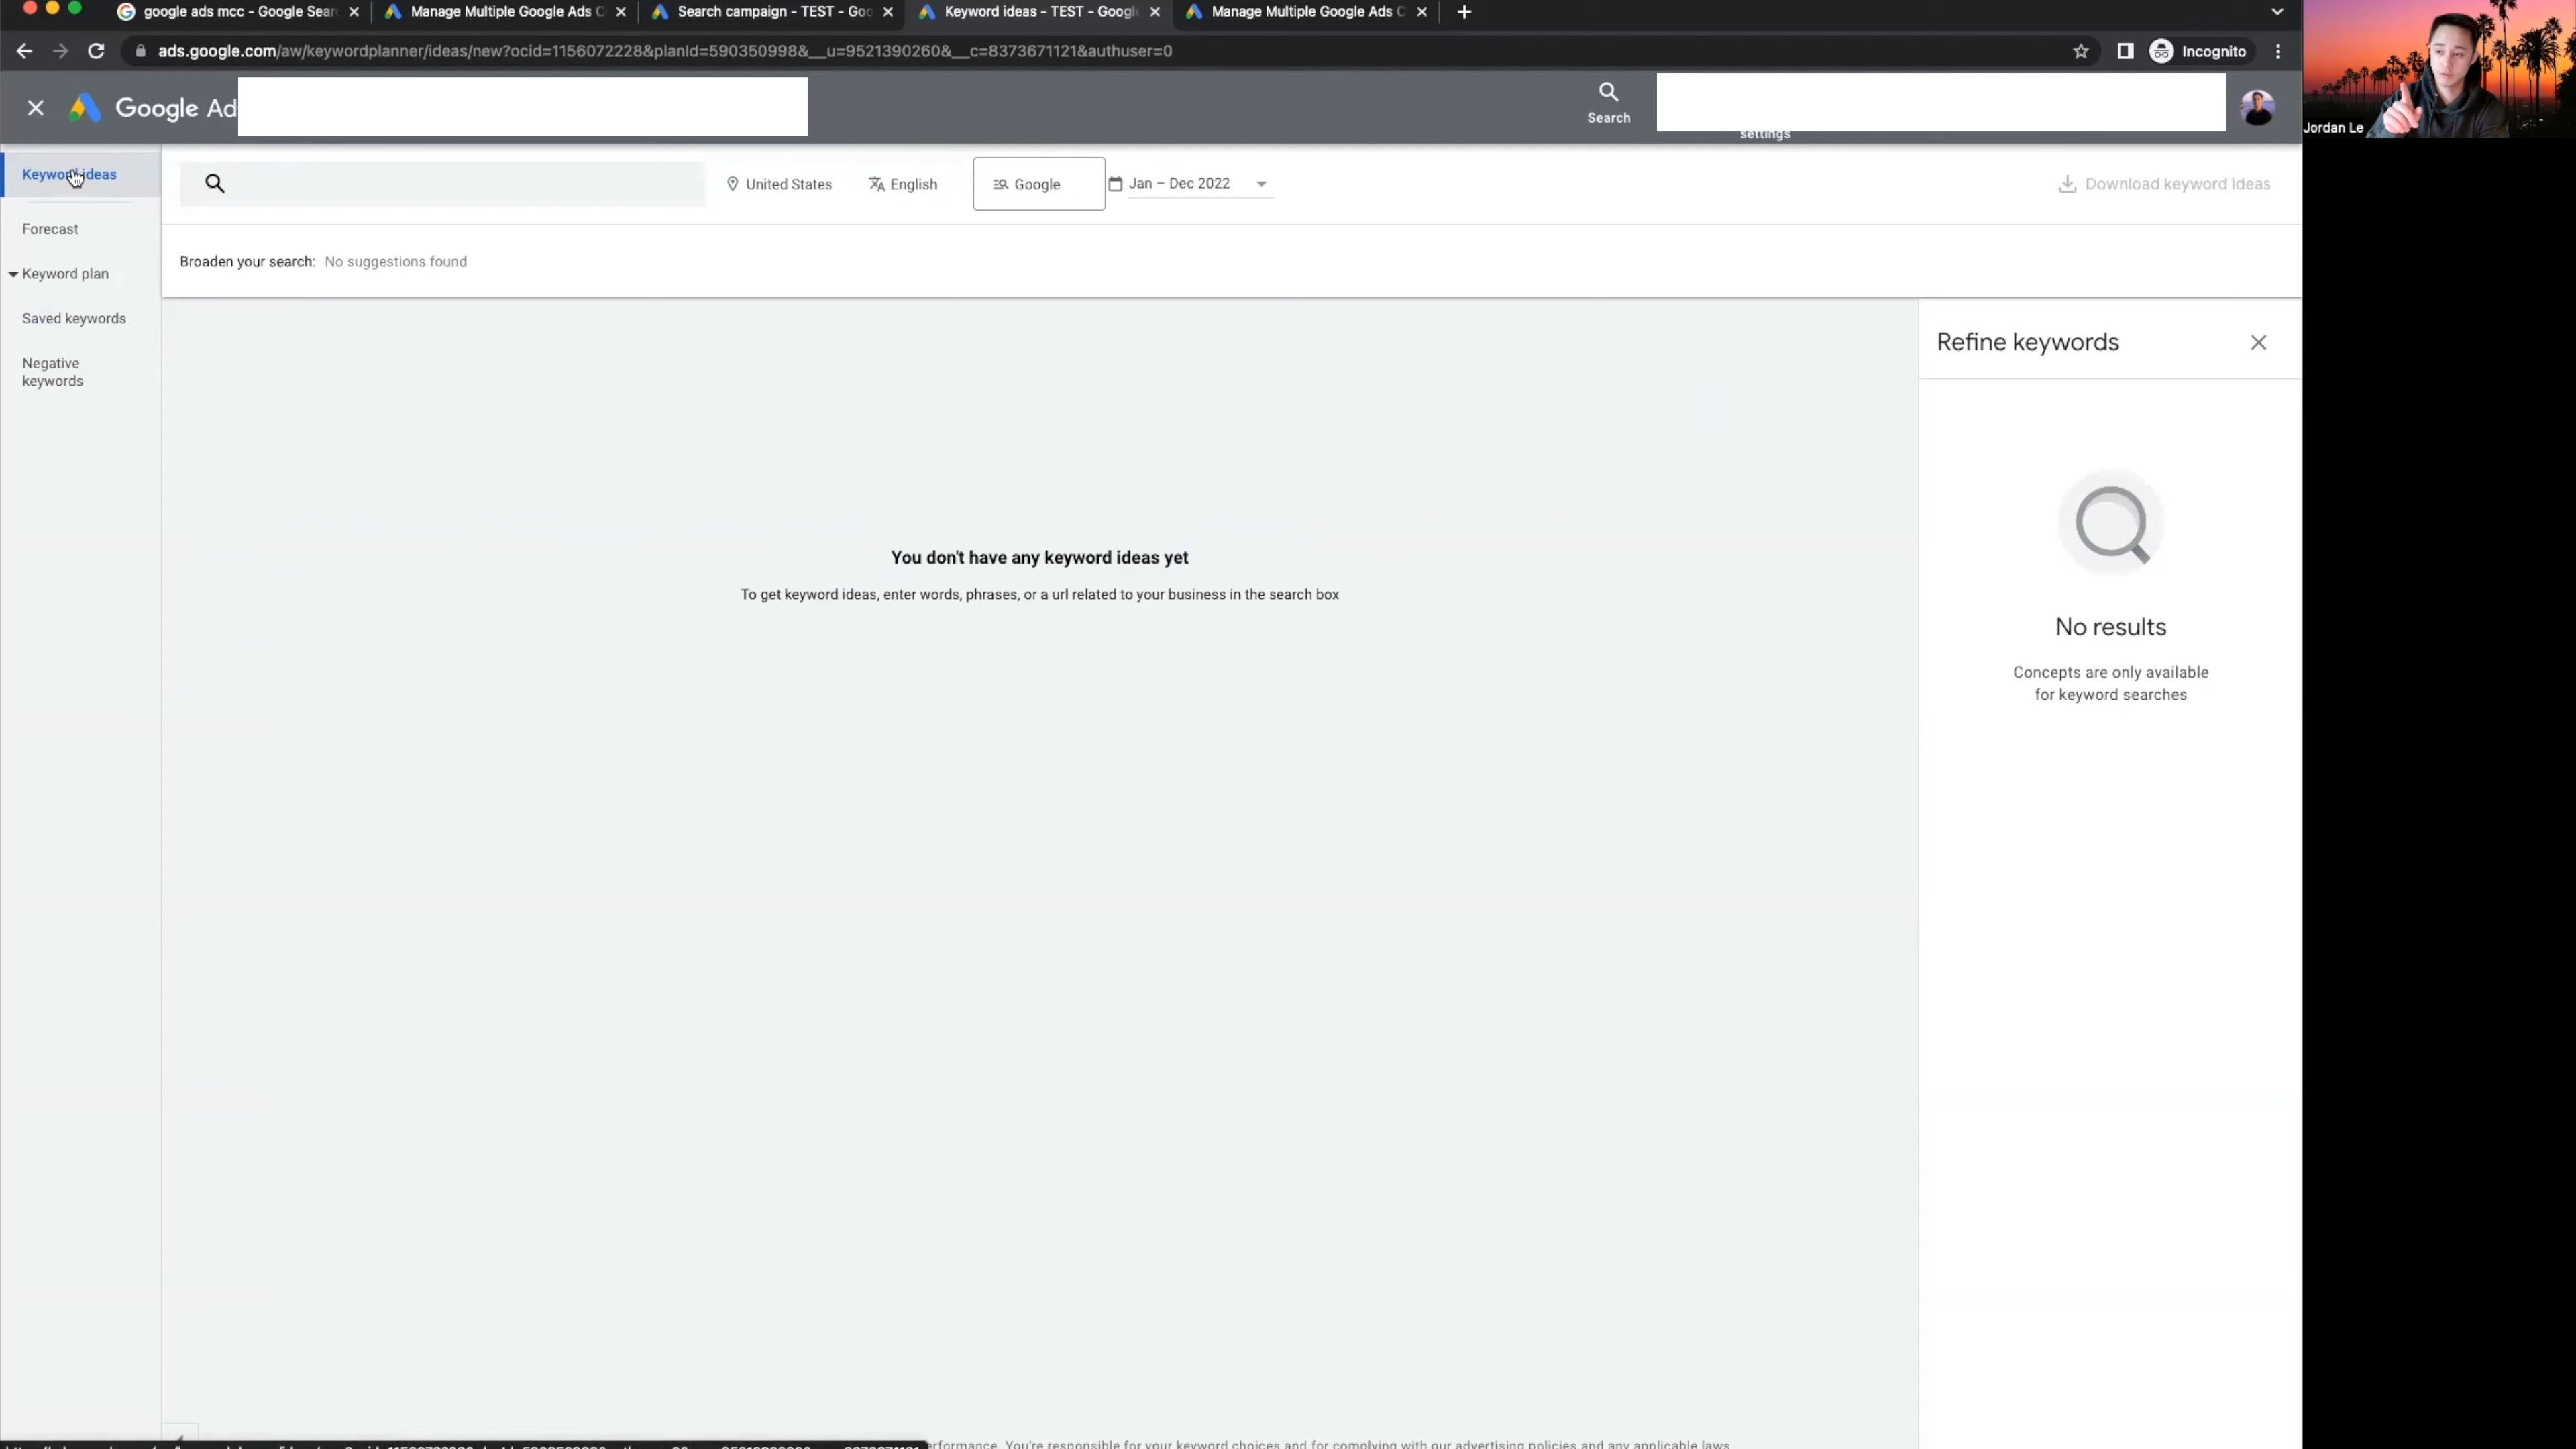 google ads mcc - Google Sear
Manage Multiple Google Ads C
Search campaign - TEST - Goo
Keyword ideas - TEST - Googl
Manage Multiple Google Ads C
ads.google.com/aw/keywordplanner/ideas/new?ocid=1156072228&planId=590350998&__u=9521390260&__c=8373671121&authuser=0
Incognito
Google Ad
Search
settings
Jordan Le
Keyword ideas
Forecast
Keyword plan
Saved keywords
Negative
keywords
United States
English
Google
Jan – Dec 2022
Download keyword ideas
Broaden your search: No suggestions found
Refine keywords
You don't have any keyword ideas yet
To get keyword ideas, enter words, phrases, or a url related to your business in the search box
No results
Concepts are only available
for keyword searches
erformance. You're responsible for your keyword choices and for complying with our advertising policies and any applicable laws